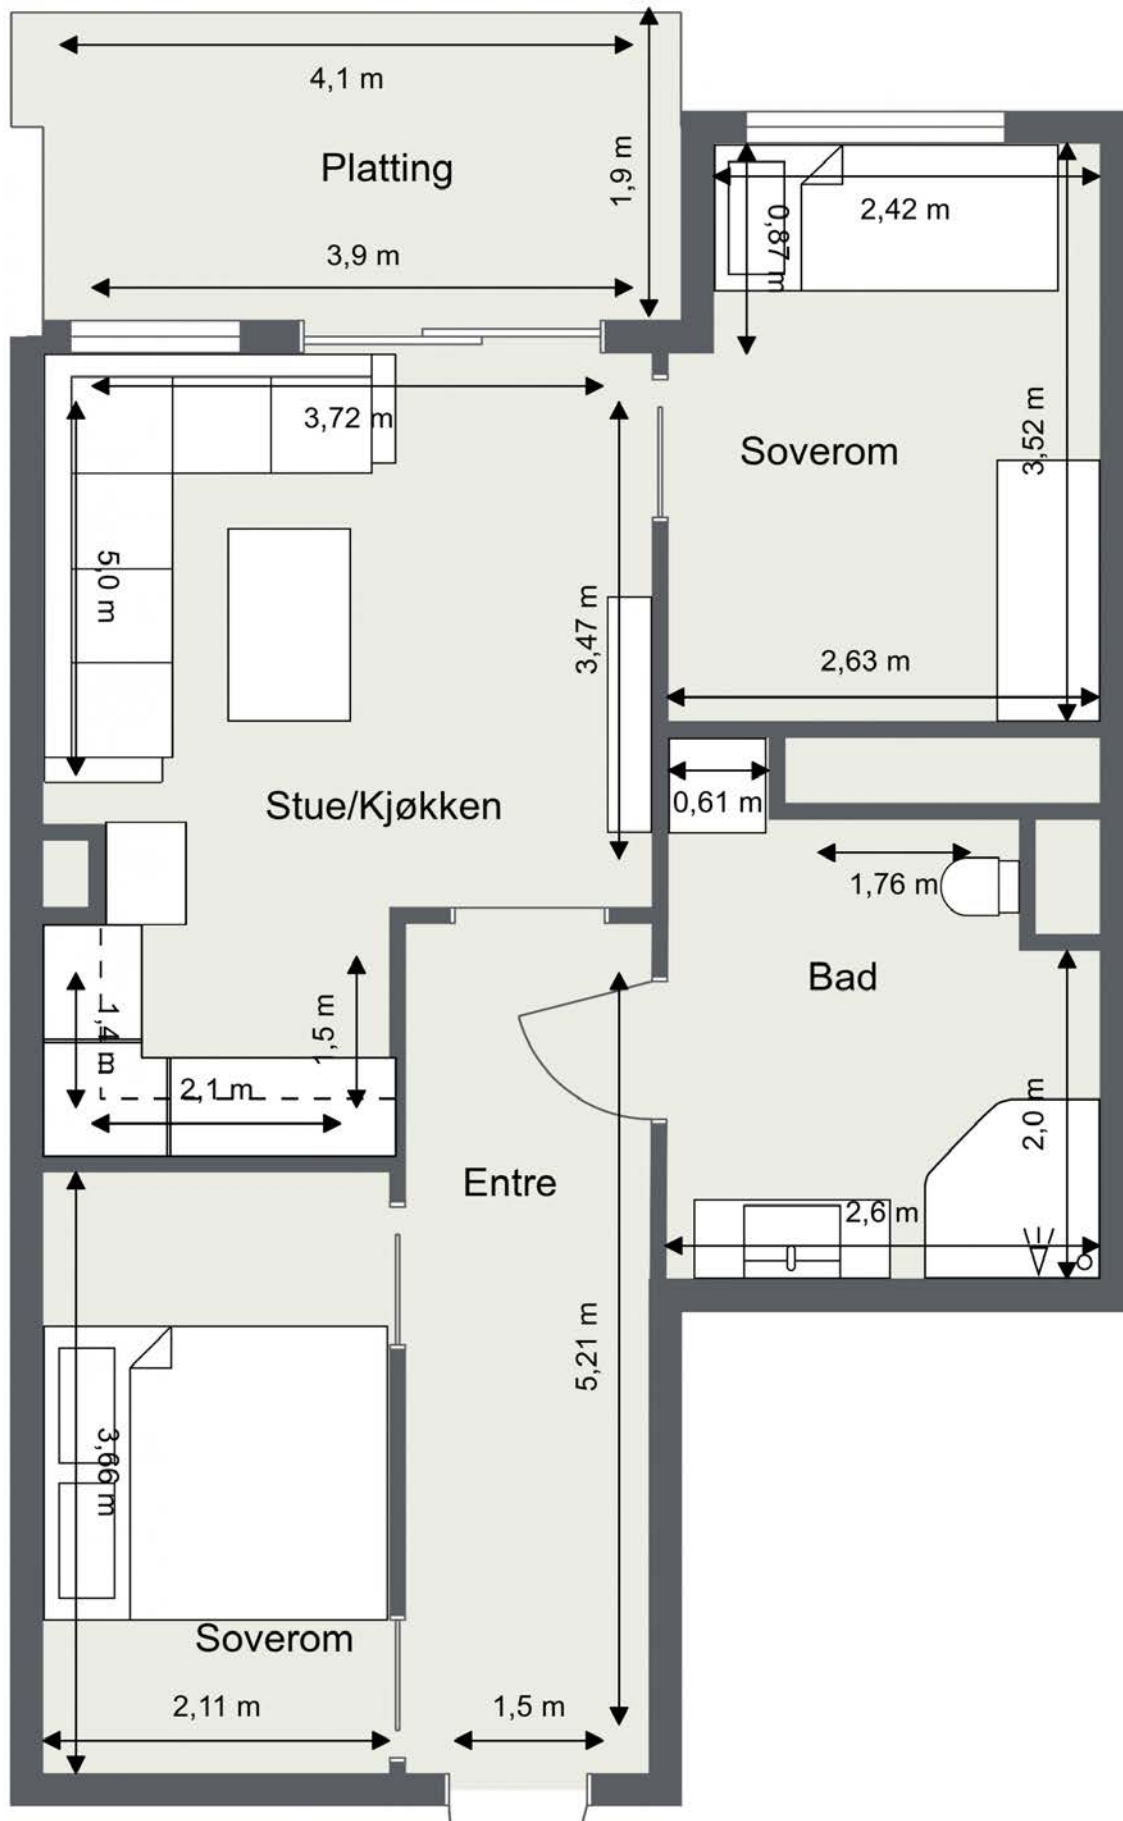 4,1 m
Platting
1,9 m
3,9 m
2,42 m
0,87 m
3,72 m
Soverom
3,52 m
5,0 m
3,47 m
2,63 m
Stue/Kjøkken
0,61 m
1,76 m
Bad
1,4 m
1,5 m
2,1 m
2,0 m
Entre
2,6 m
5,21 m
3,66 m
Soverom
2,11 m
1,5 m